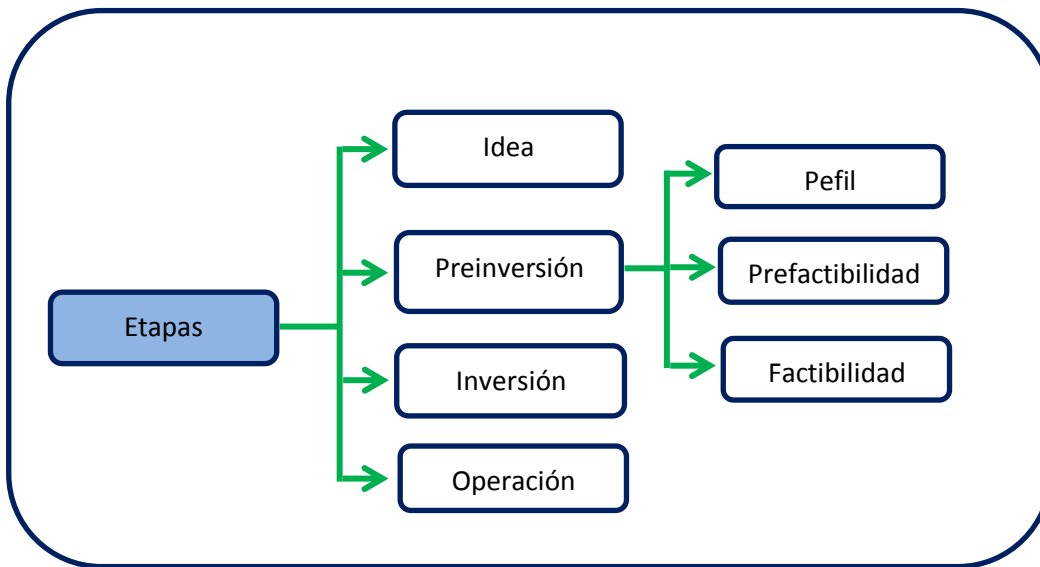 Etapas
Idea
Preinversión
Inversión
Operación
Pefil
Prefactibilidad
Factibilidad